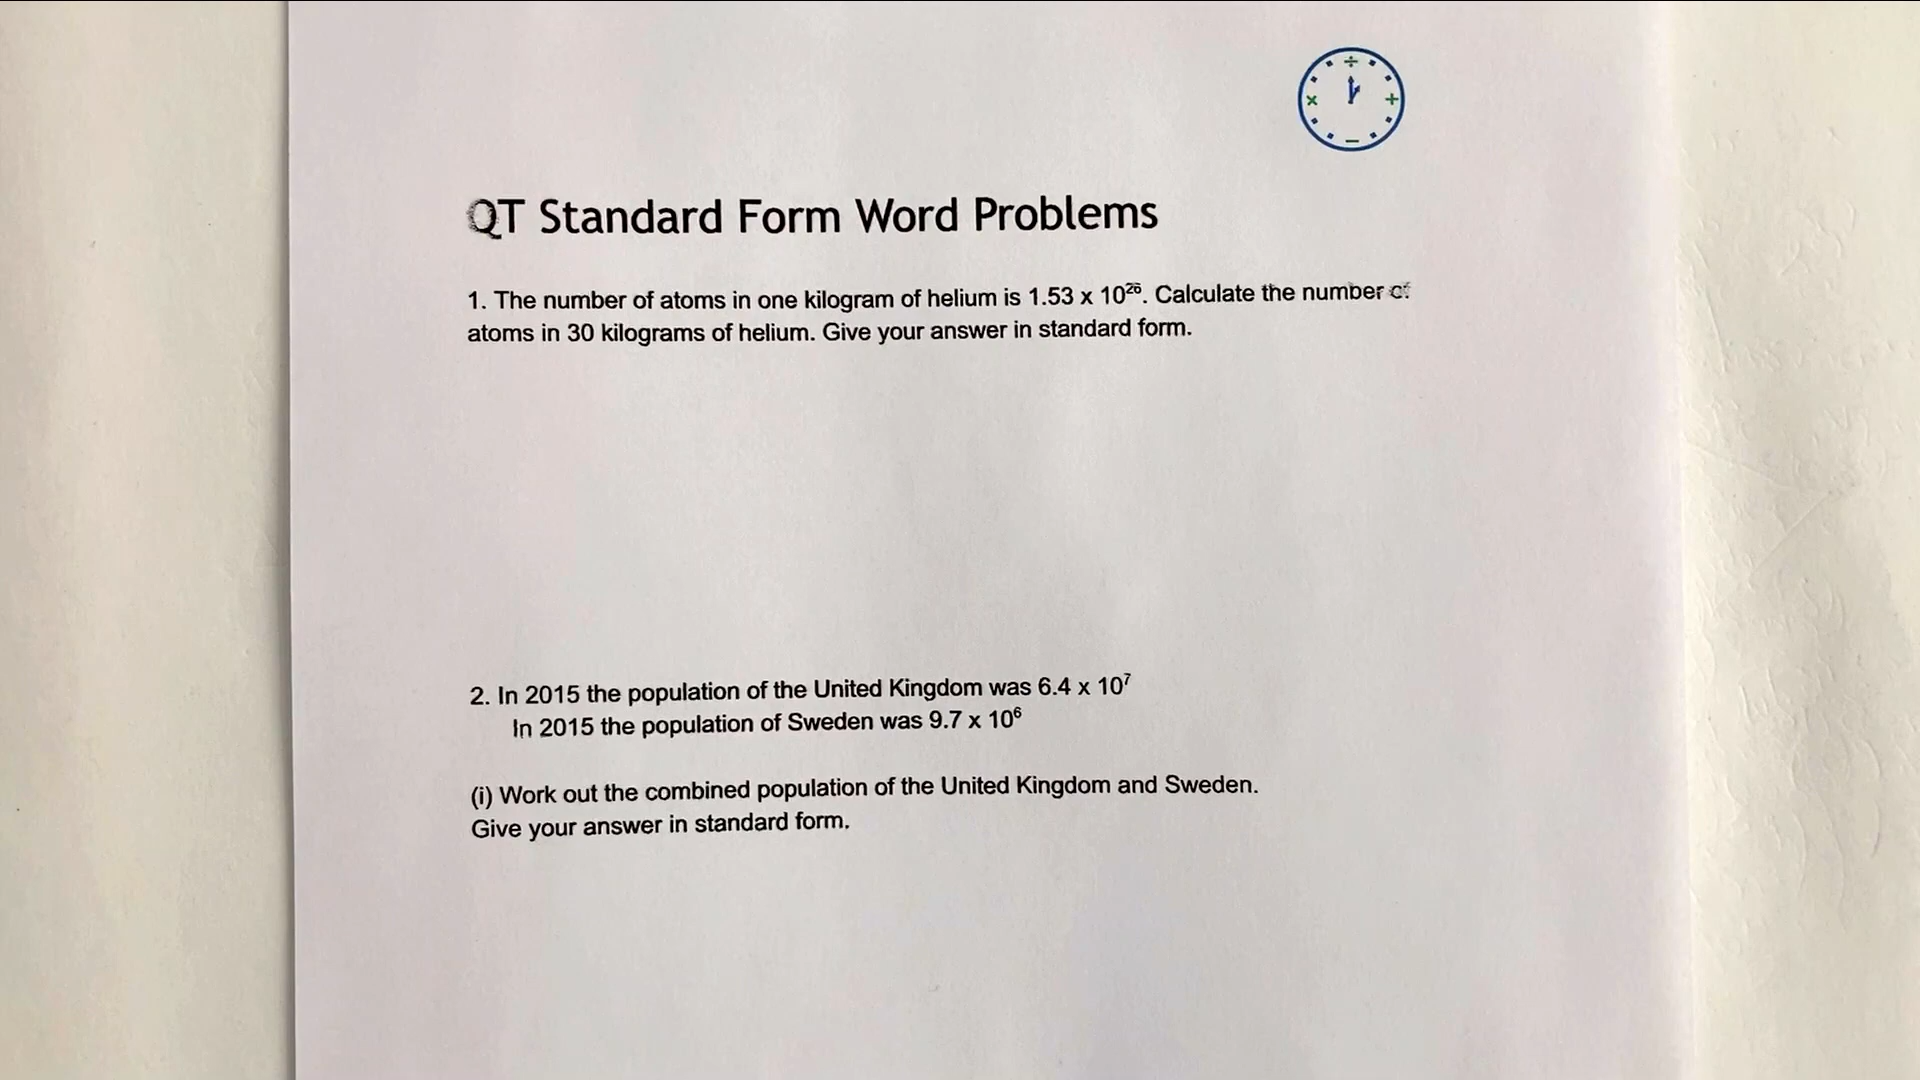 QT Standard Form Word Problems
1. The number of atoms in one kilogram of helium is 1.53 x 10²⁶. Calculate the number of
atoms in 30 kilograms of helium. Give your answer in standard form.
2. In 2015 the population of the United Kingdom was 6.4 x 10⁷
In 2015 the population of Sweden was 9.7 x 10⁶
(i) Work out the combined population of the United Kingdom and Sweden.
Give your answer in standard form.